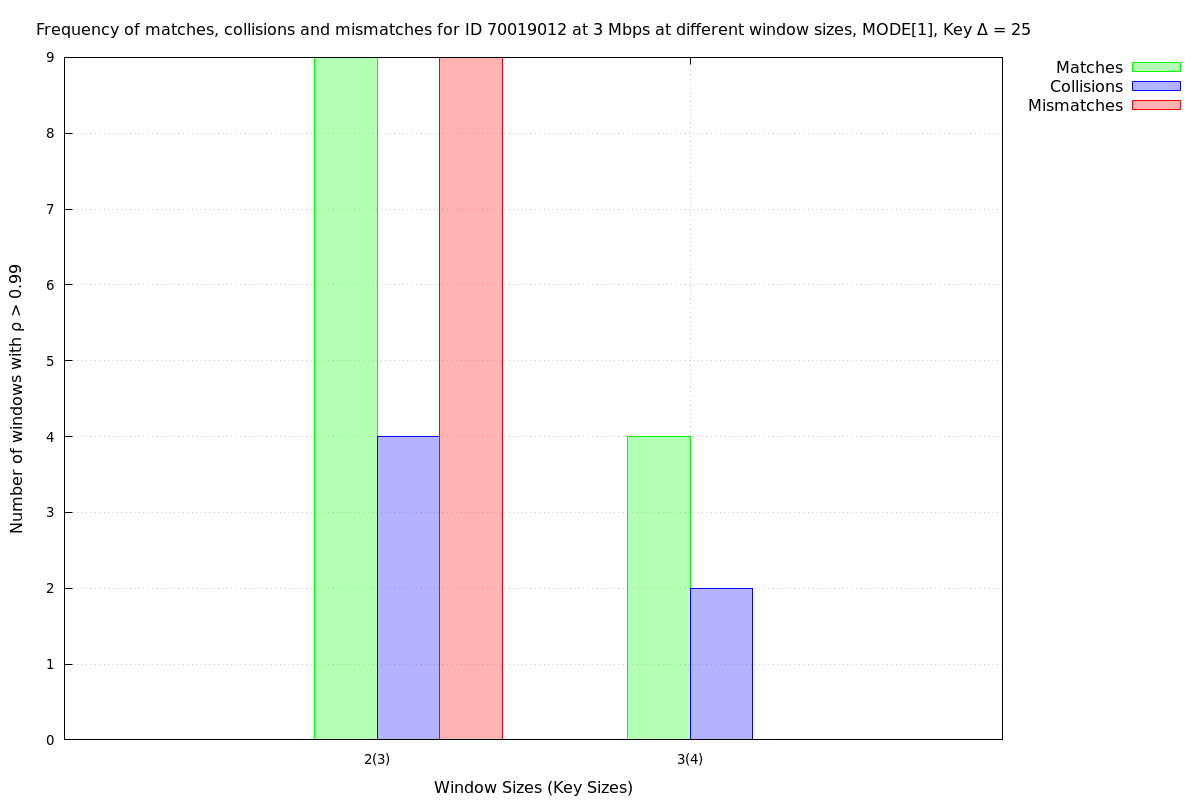 Frequency of matches, collisions and mismatches for ID 70019012 at 3 Mbps at different window sizes, MODE[1], Key Δ = 25
Matches
Collisions
Mismatches
Number of windows with ρ > 0.99
9
8
7
6
5
4
3
2
1
0
2(3)
3(4)
Window Sizes (Key Sizes)